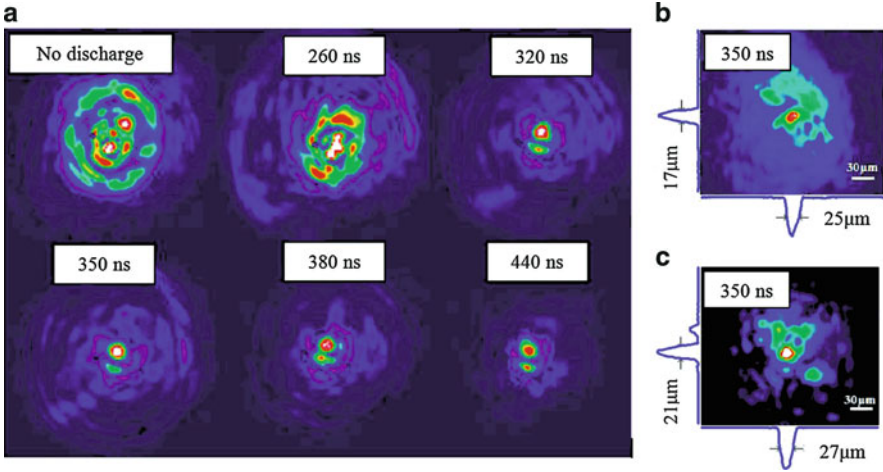 a
No discharge
260 ns
320 ns
350 ns
380 ns
440 ns
b
350 ns
17μm
30μm
25μm
c
350 ns
21μm
30μm
27μm